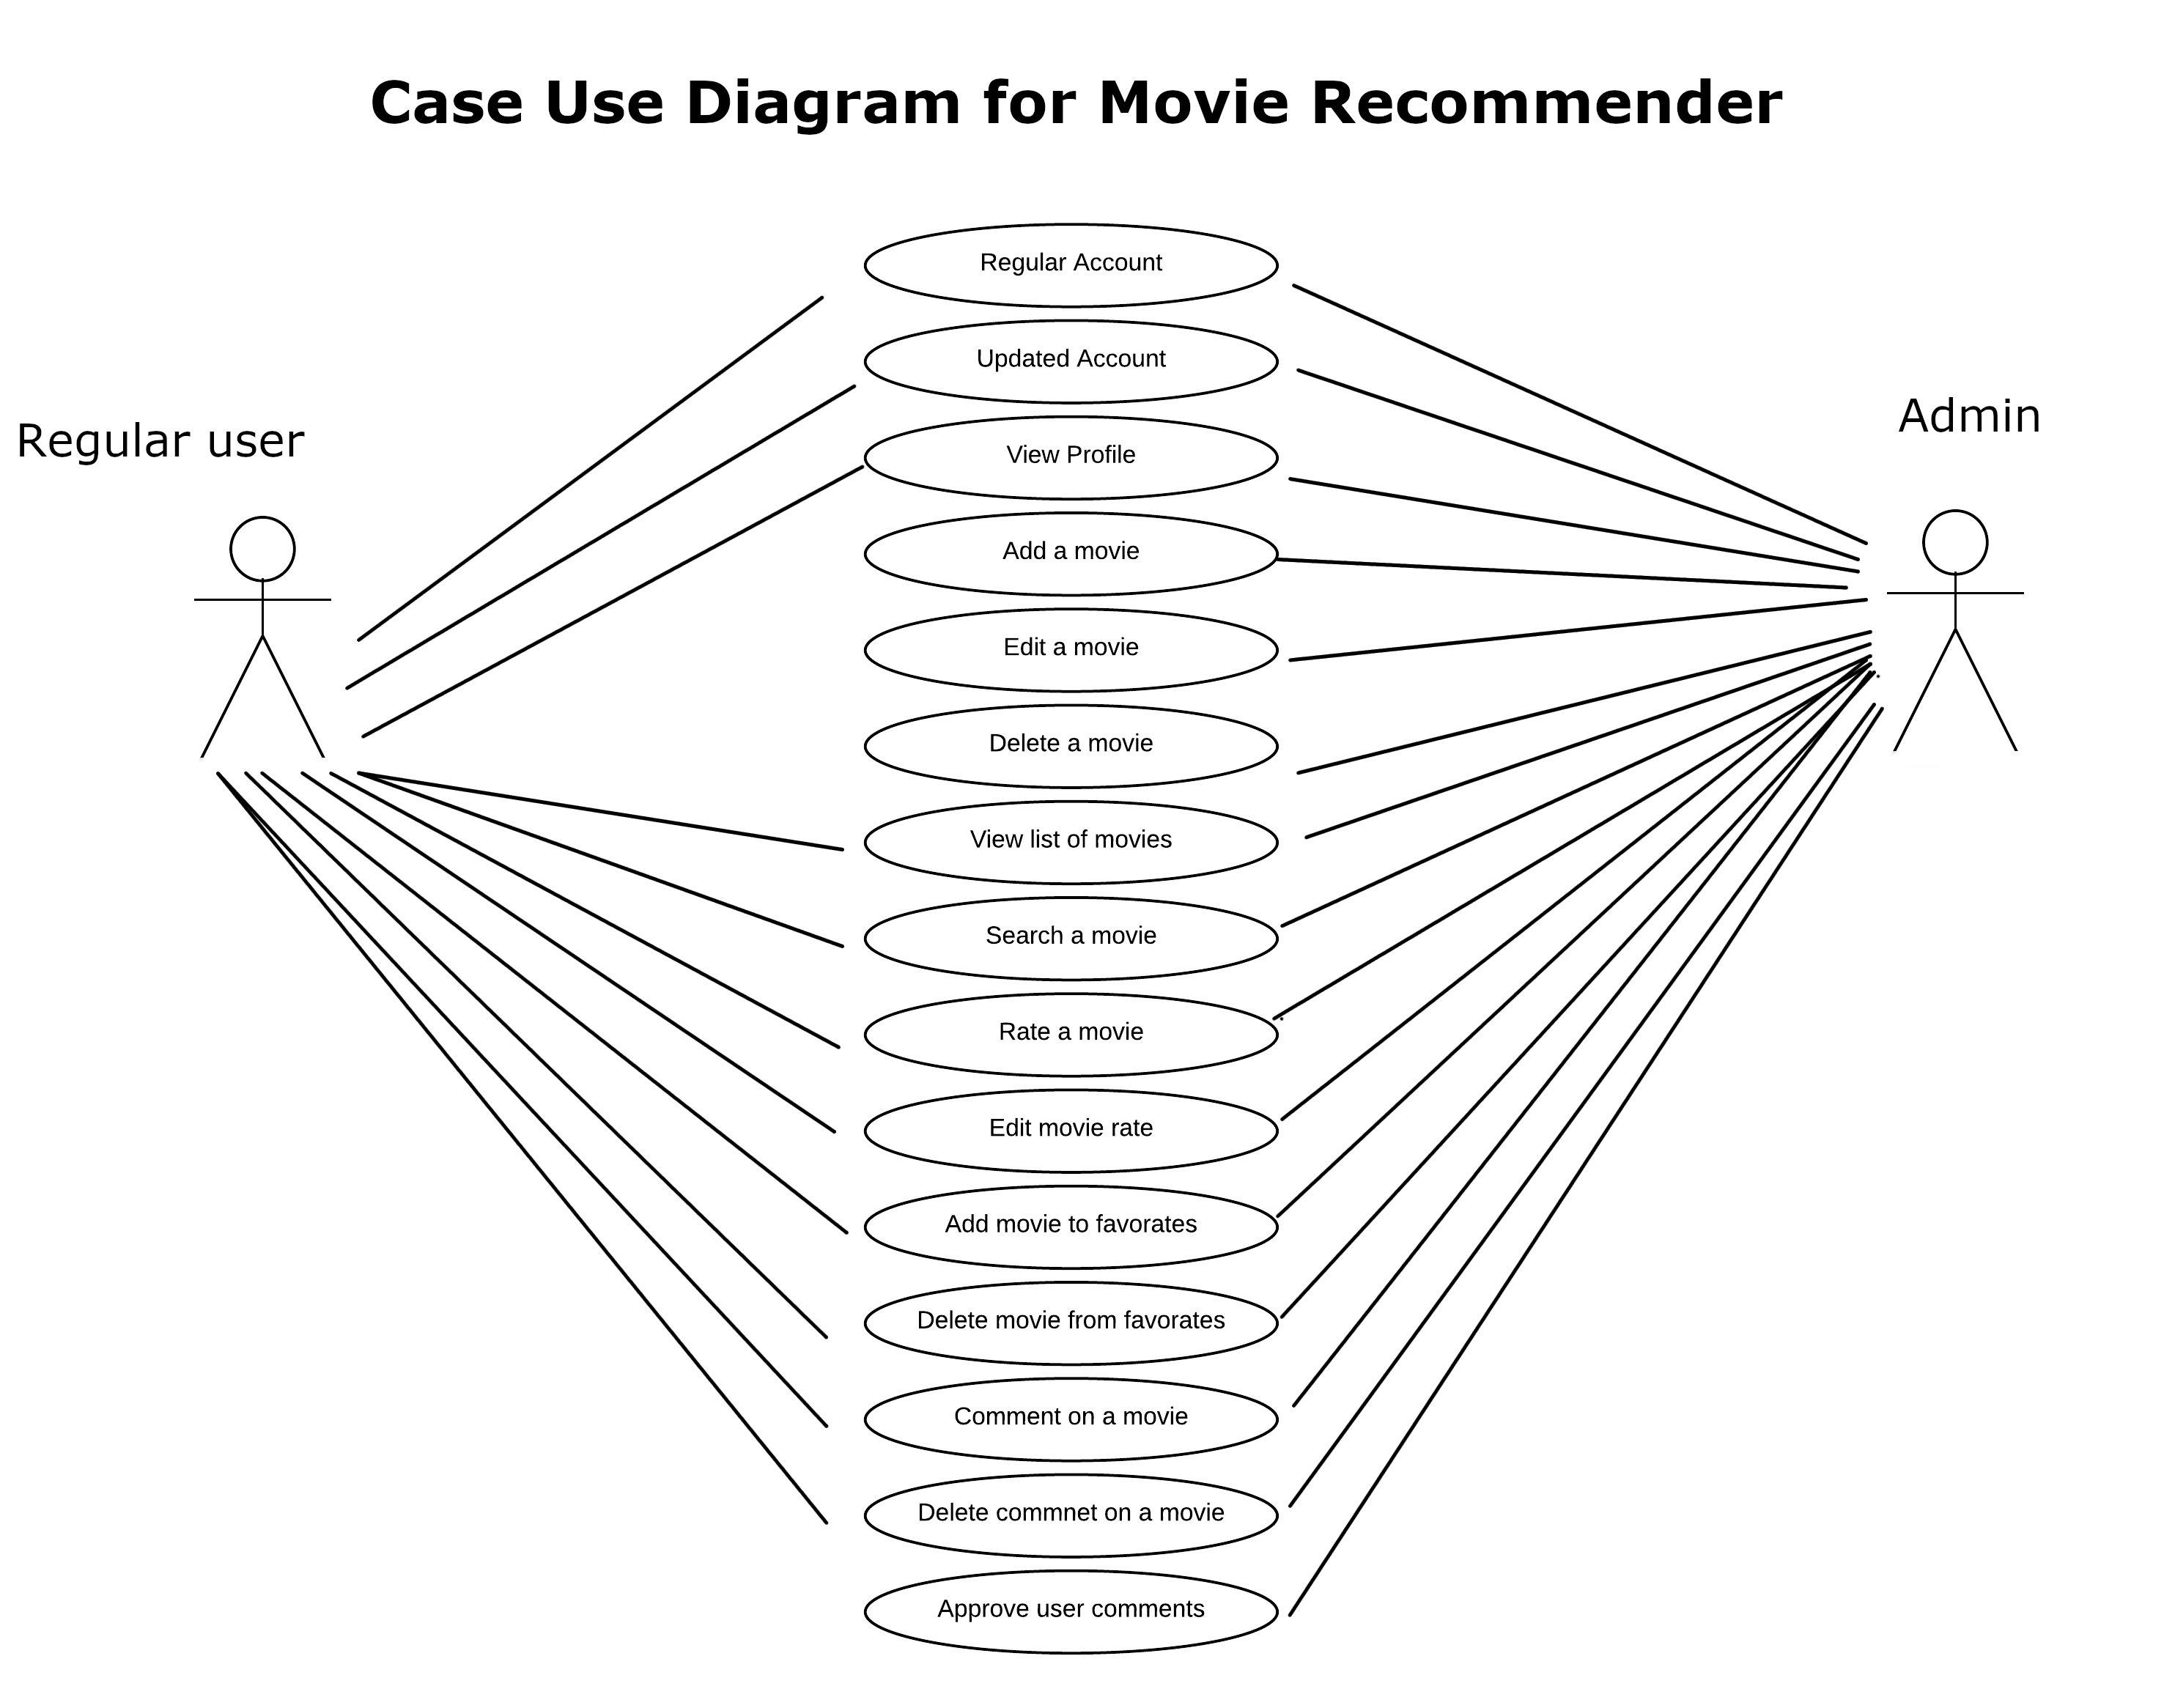 Case Use Diagram for Movie Recommender
Regular Account
Updated Account
Admin
Regular user
View Profile
Add a movie
Edit a movie
Delete a movie
View list of movies
Search a movie
Rate a movie
Edit movie rate
Add movie to favorates
Delete movie from favorates
Comment on a movie
Delete commnet on a movie
Approve user comments